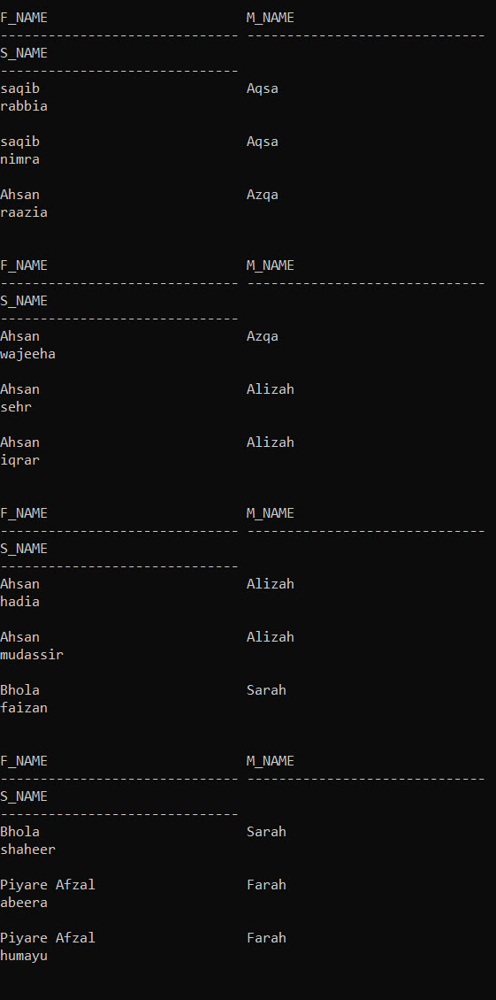 F_NAME                         M_NAME
------------------------------ ------------------------------
S_NAME
------------------------------
saqib                          Aqsa
rabbia

saqib                          Aqsa
nimra

Ahsan                          Azqa
raazia


F_NAME                         M_NAME
------------------------------ ------------------------------
S_NAME
------------------------------
Ahsan                          Azqa
wajeeha

Ahsan                          Alizah
sehr

Ahsan                          Alizah
iqrar


F_NAME                         M_NAME
------------------------------ ------------------------------
S_NAME
------------------------------
Ahsan                          Alizah
hadia

Ahsan                          Alizah
mudassir

Bhola                          Sarah
faizan


F_NAME                         M_NAME
------------------------------ ------------------------------
S_NAME
------------------------------
Bhola                          Sarah
shaheer

Piyare Afzal                   Farah
abeera

Piyare Afzal                   Farah
humayu